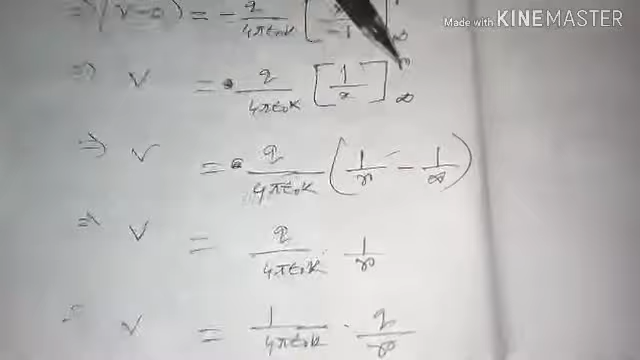 Made with KINEMASTER
⇒ (V-0) = - q/4πε₀K [ /-1]∞
⇒ V = q/4πε₀K [1/x]r ∞
⇒ V = q/4πε₀K (1/r - 1/∞)
⇒ V = q/4πε₀K · 1/r
V = 1/4πε₀K · q/r